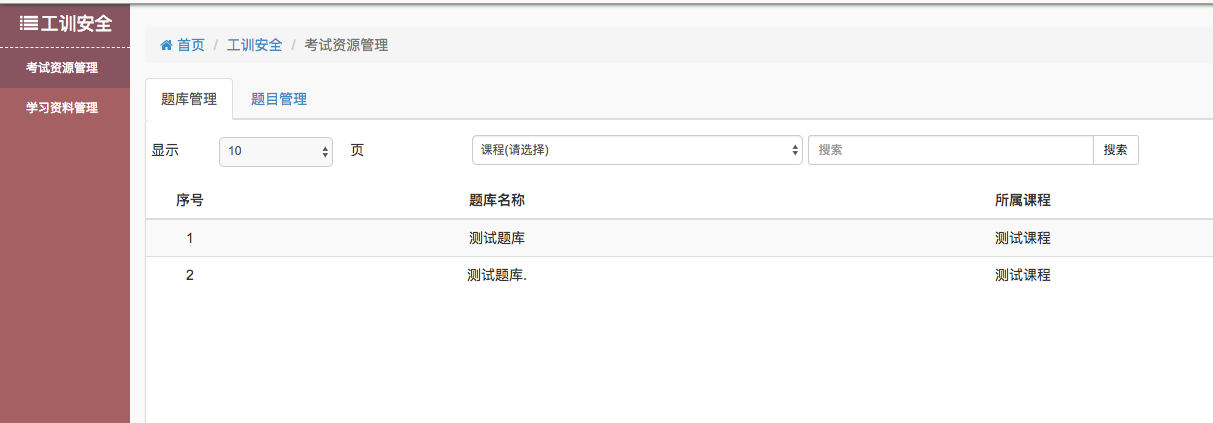 工训安全
考试资源管理
学习资料管理
首页 / 工训安全 / 考试资源管理
题库管理 题目管理
显示 10 页 课程(请选择) 搜索 搜索
序号 题库名称 所属课程
1 测试题库 测试课程
2 测试题库. 测试课程